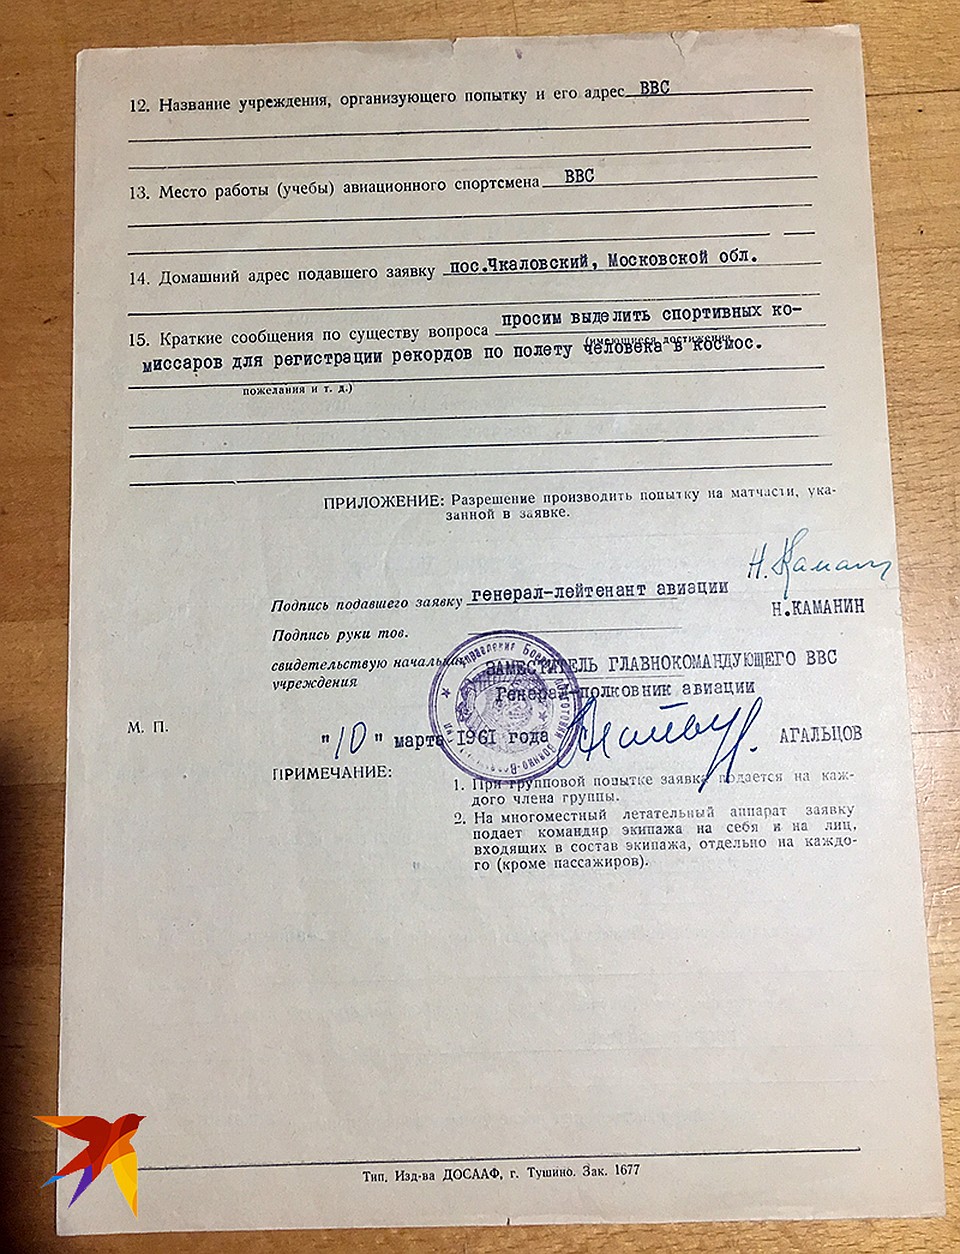 12. Название учреждения, организующего попытку и его адрес ВВС
13. Место работы (учебы) авиационного спортсмена ВВС
14. Домашний адрес подавшего заявку пос.Чкаловский, Московской обл.
15. Краткие сообщения по существу вопроса просим выделить спортивных ко-
(имеющиеся достижения
миссаров для регистрации рекордов по полету человека в космос.
пожелания и т. д.)
ПРИЛОЖЕНИЕ: Разрешение производить попытку на матчасти, ука-
занной в заявке.
Н. Каманин
Подпись подавшего заявку генерал-лейтенант авиации
Н.КАМАНИН
Подпись руки тов.
свидетельствую начальник ЗАМЕСТИТЕЛЬ ГЛАВНОКОМАНДУЮЩЕГО ВВС
учреждения Генерал-полковник авиации
Управление Боевой подготовки Военно-
М. П.
"10" марта 1961 года АГАЛЬЦОВ
ПРИМЕЧАНИЕ:
1. При групповой попытке заявка подается на каж-
дого члена группы.
2. На многоместный летательный аппарат заявку
подает командир экипажа на себя и на лиц,
входящих в состав экипажа, отдельно на каждо-
го (кроме пассажиров).
Тип. Изд-ва ДОСААФ, г. Тушино. Зак. 1677